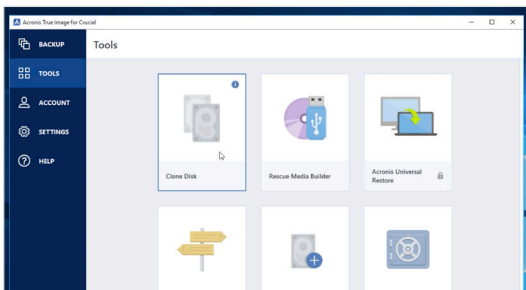 Acronis True Image for Crucial
BACKUP
Tools
TOOLS
ACCOUNT
SETTINGS
HELP
Clone Disk
Rescue Media Builder
Acronis Universal
Restore